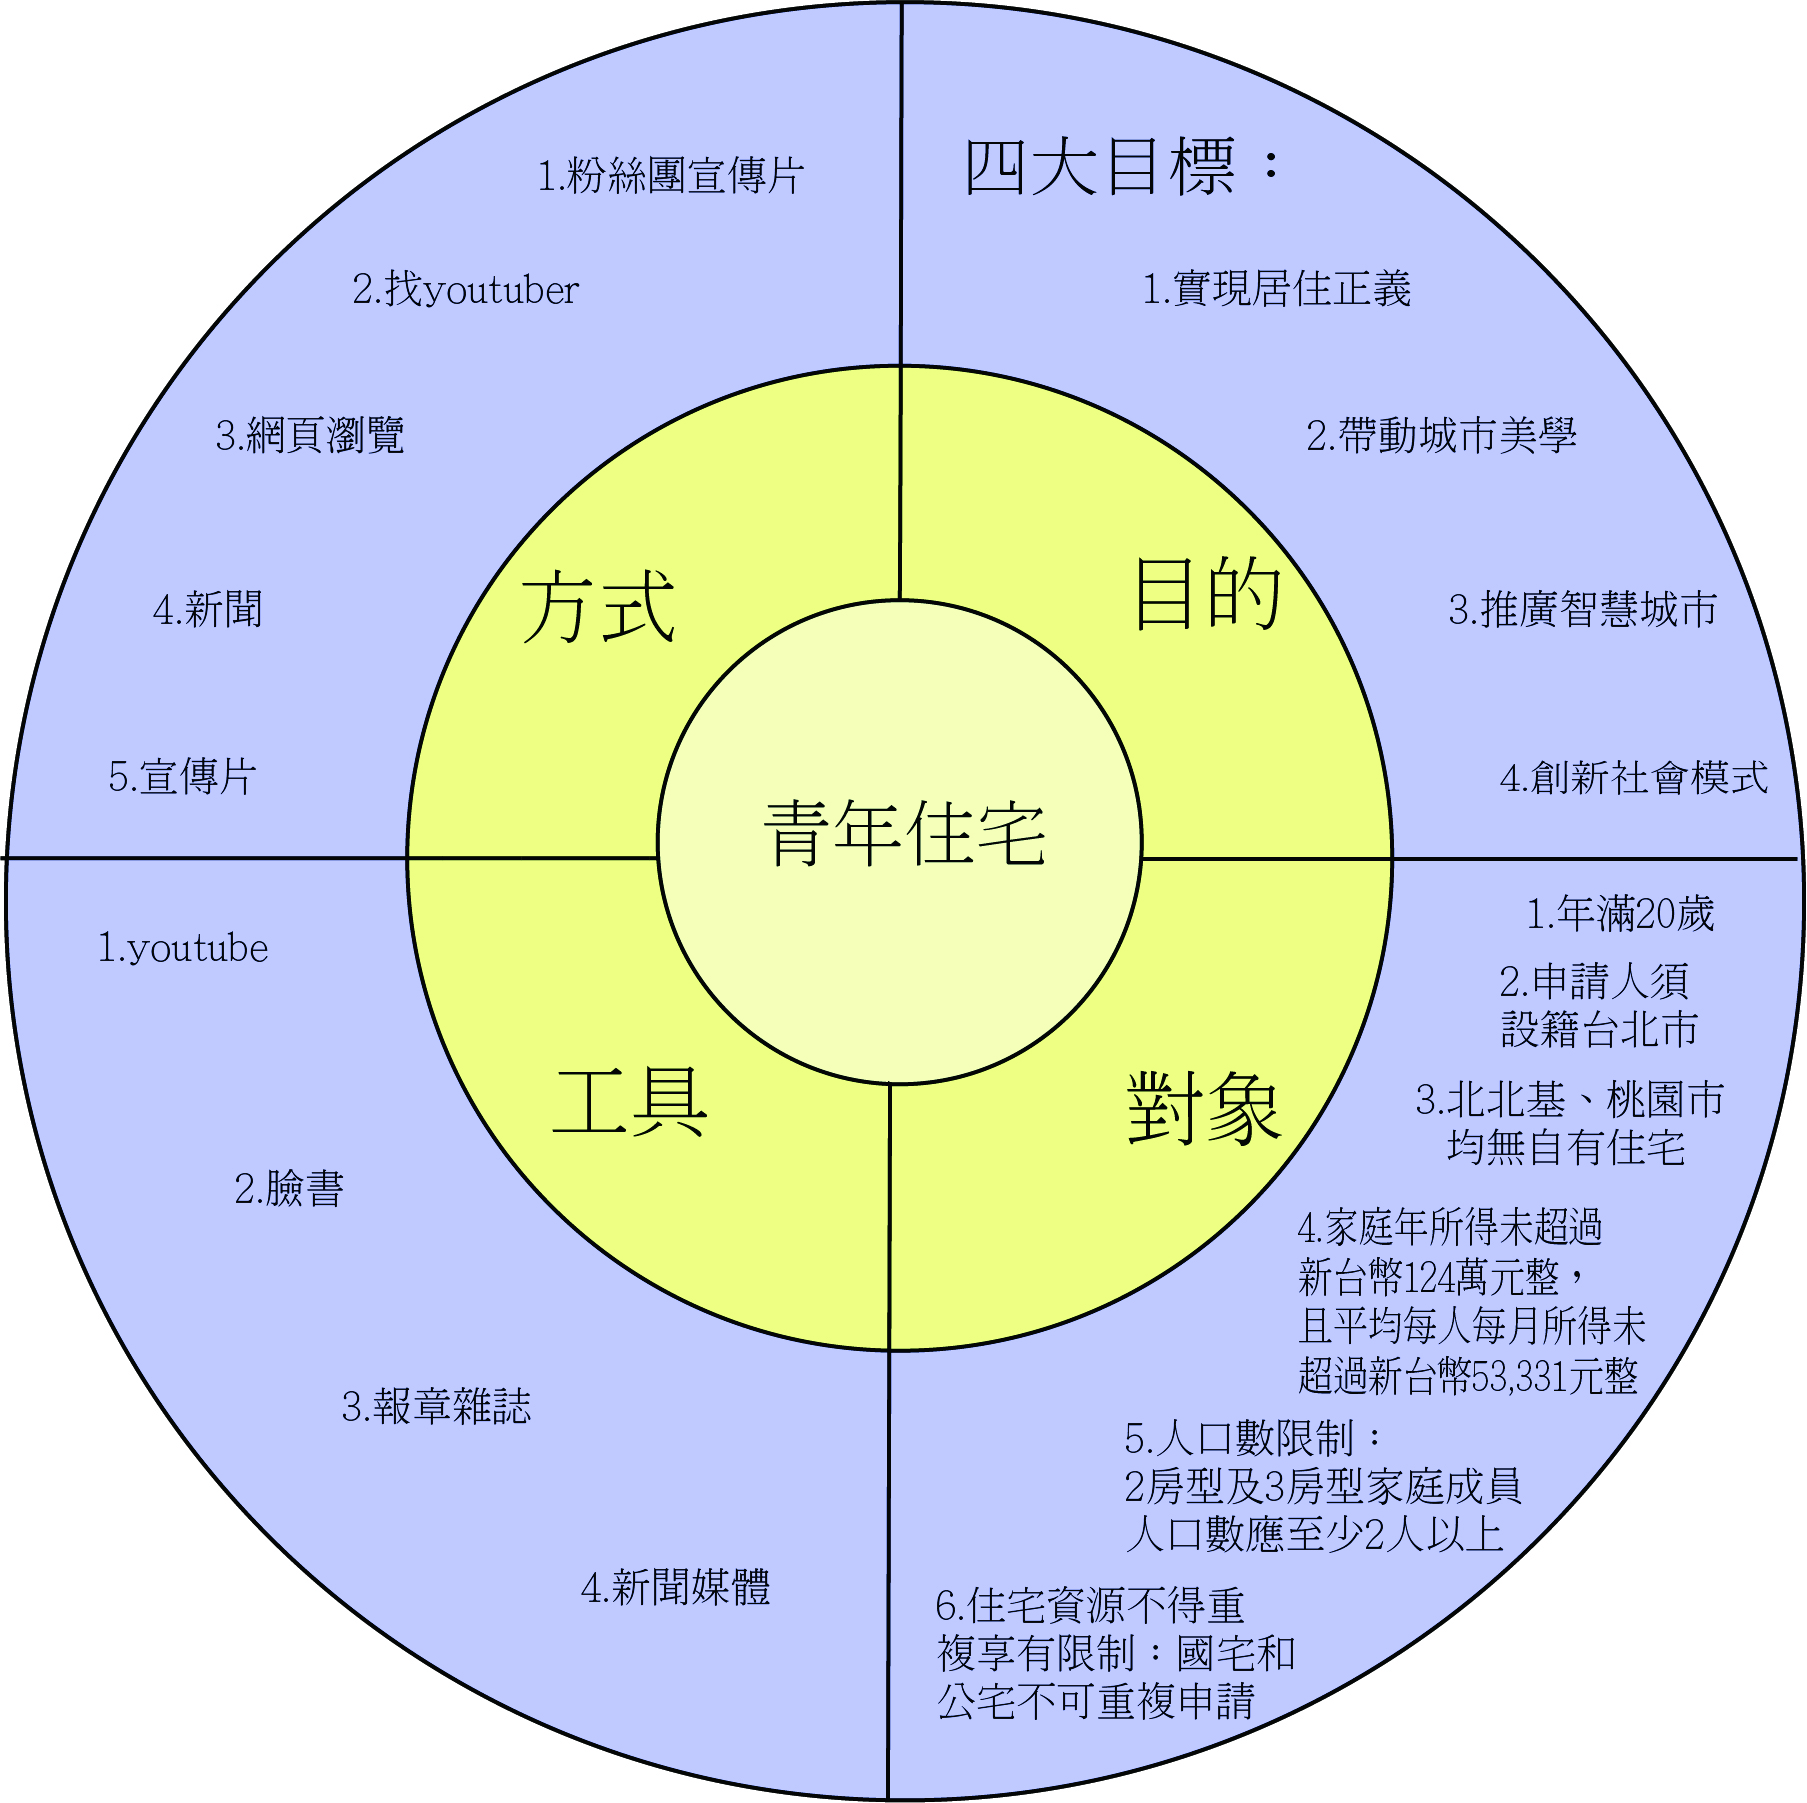 青年住宅
目的
四大目標：
1.實現居住正義
2.帶動城市美學
3.推廣智慧城市
4.創新社會模式
對象
1.年滿20歲
2.申請人須
設籍台北市
3.北北基、桃園市
均無自有住宅
4.家庭年所得未超過
新台幣124萬元整，
且平均每人每月所得未
超過新台幣53,331元整
5.人口數限制：
2房型及3房型家庭成員
人口數應至少2人以上
6.住宅資源不得重
複享有限制：國宅和
公宅不可重複申請
工具
1.youtube
2.臉書
3.報章雜誌
4.新聞媒體
方式
1.粉絲團宣傳片
2.找youtuber
3.網頁瀏覽
4.新聞
5.宣傳片